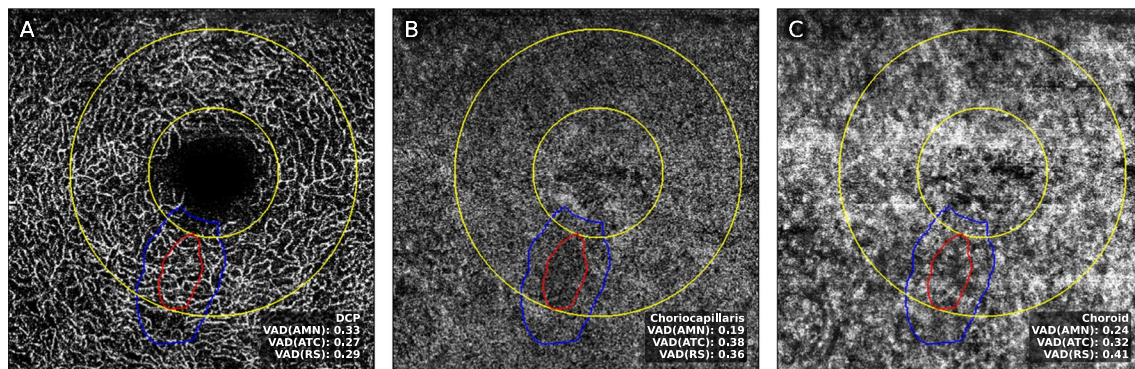 A
DCP
VAD(AMN): 0.33
VAD(ATC): 0.27
VAD(RS): 0.29
B
Choriocapillaris
VAD(AMN): 0.19
VAD(ATC): 0.38
VAD(RS): 0.36
C
Choroid
VAD(AMN): 0.24
VAD(ATC): 0.32
VAD(RS): 0.41